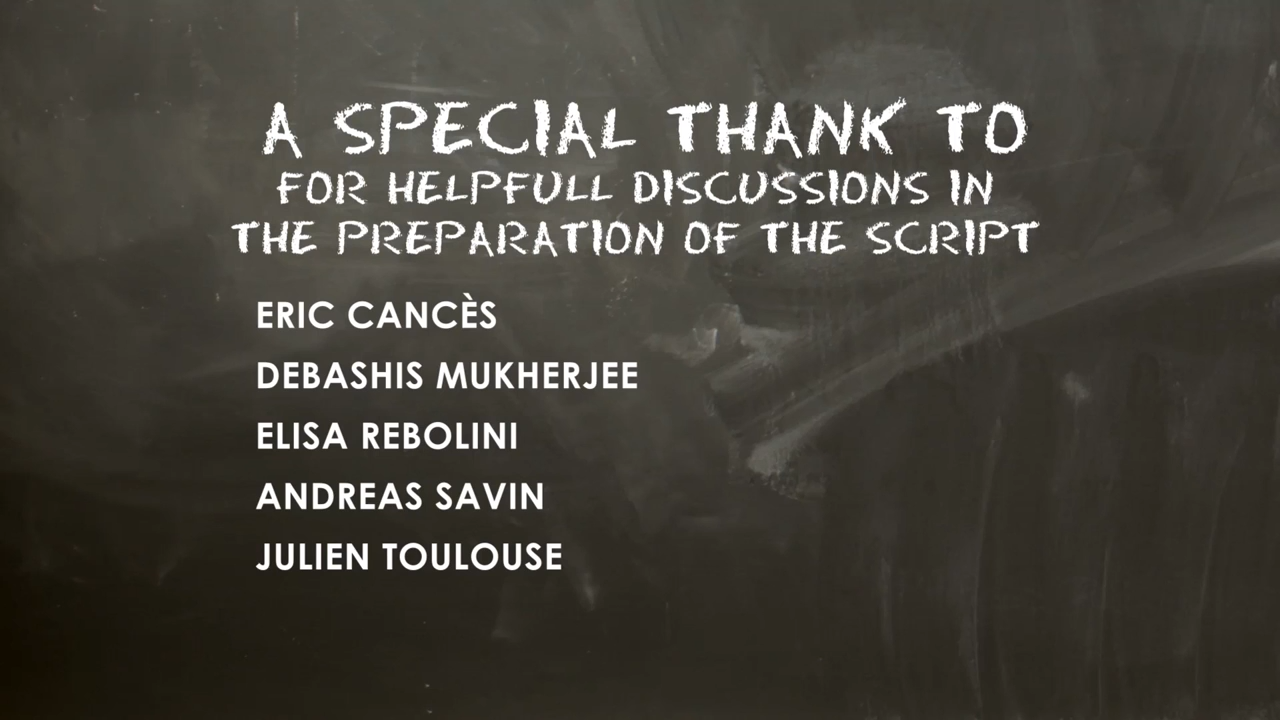 A SPECIAL THANK TO
FOR HELPFULL DISCUSSIONS IN
THE PREPARATION OF THE SCRIPT
ERIC CANCÈS
DEBASHIS MUKHERJEE
ELISA REBOLINI
ANDREAS SAVIN
JULIEN TOULOUSE